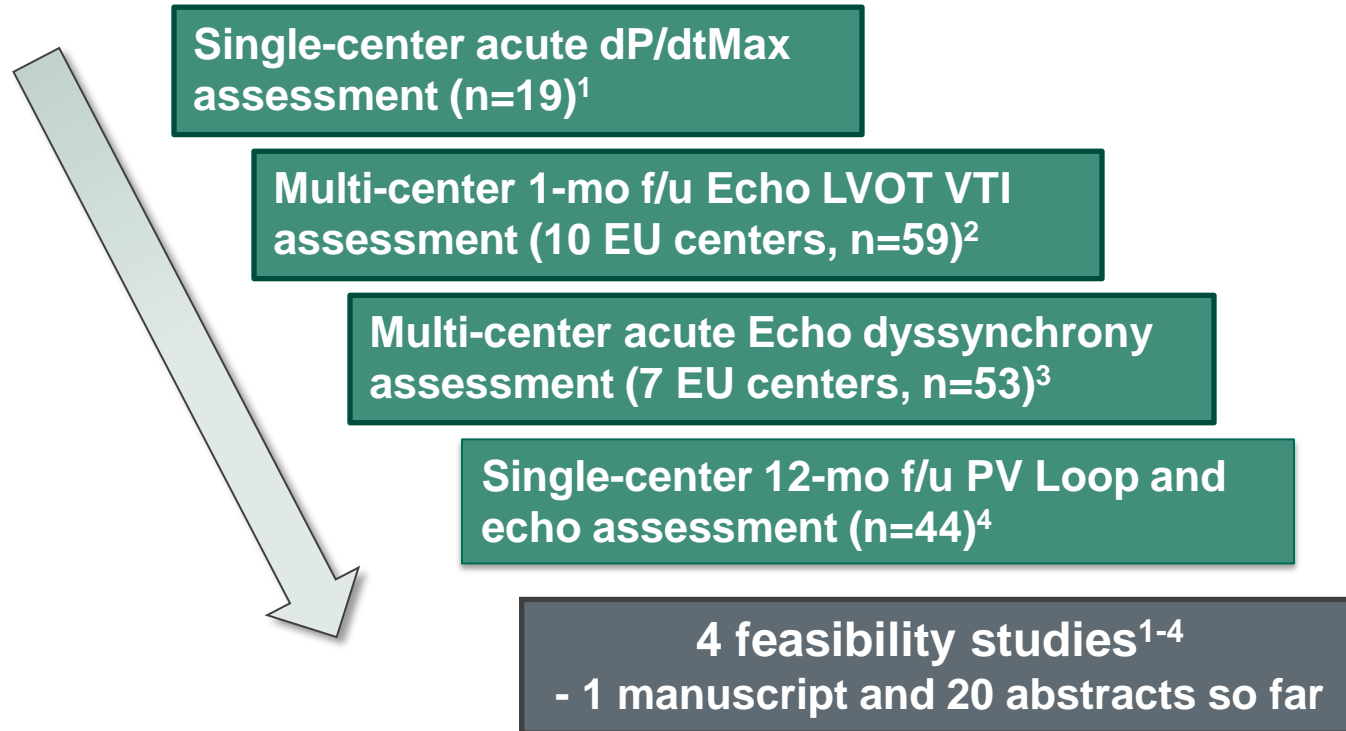 Single-center acute dP/dtMax
assessment (n=19)¹
Multi-center 1-mo f/u Echo LVOT VTI
assessment (10 EU centers, n=59)²
Multi-center acute Echo dyssynchrony
assessment (7 EU centers, n=53)³
Single-center 12-mo f/u PV Loop and
echo assessment (n=44)⁴
4 feasibility studies¹⁻⁴
- 1 manuscript and 20 abstracts so far